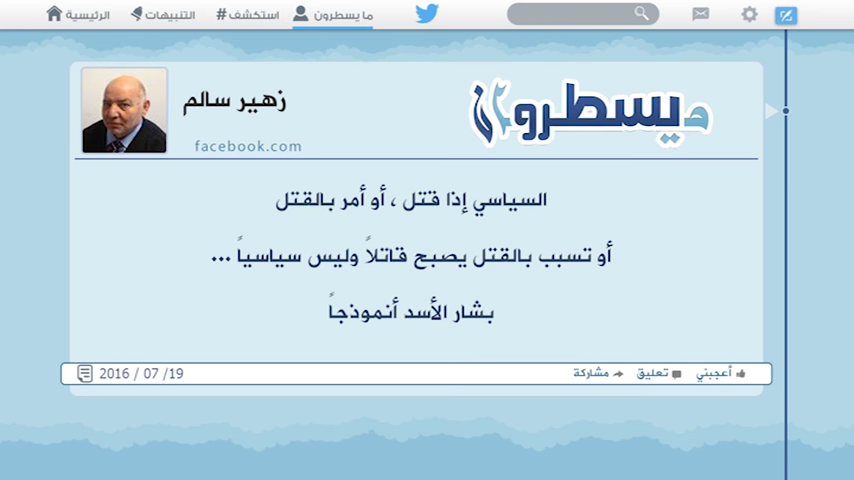 الرئيسية
التنبيهات
#استكشف
ما يسطرون
زهير سالم
facebook.com
السياسي إذا قتل ، أو أمر بالقتل
أو تسبب بالقتل يصبح قاتلاً وليس سياسياً ...
بشار الأسد أنموذجاً
أعجبني
تعليق
مشاركة
2016 / 07 /19